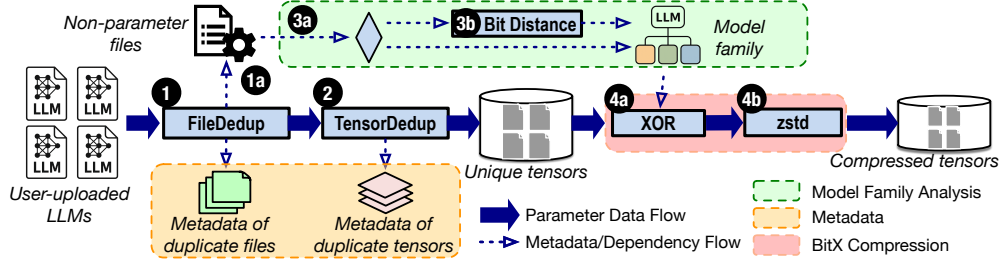 Non-parameter
files
3a
3b
Bit Distance
LLM
Model
family
1a
LLM
LLM
LLM
LLM
User-uploaded
LLMs
1
FileDedup
2
TensorDedup
Unique tensors
4a
XOR
4b
zstd
Compressed tensors
Metadata of
duplicate files
Metadata of
duplicate tensors
Parameter Data Flow
Metadata/Dependency Flow
Model Family Analysis
Metadata
BitX Compression